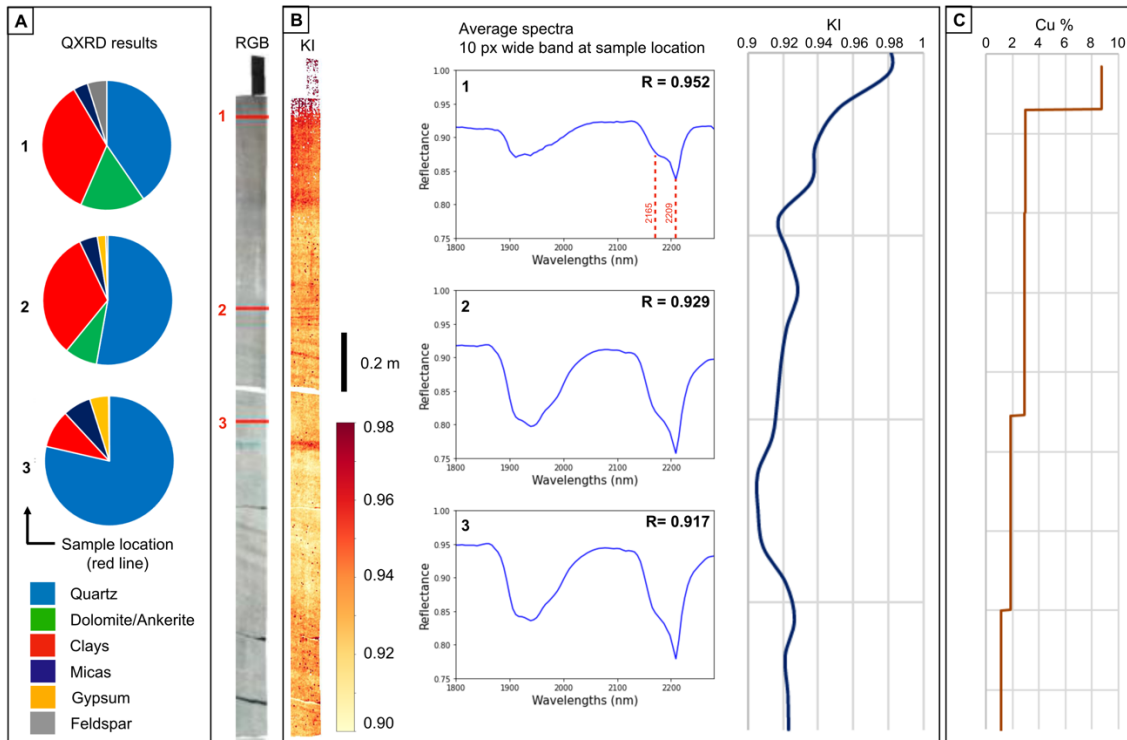 A
QXRD results
1
2
3
Sample location
(red line)
Quartz
Dolomite/Ankerite
Clays
Micas
Gypsum
Feldspar
RGB
1
2
3
B
KI
0.2 m
0.98
0.96
0.94
0.92
0.90
Average spectra
10 px wide band at sample location
1
R = 0.952
1.00
0.95
0.90
0.85
0.80
0.75
Reflectance
2165
2209
1800 1900 2000 2100 2200
Wavelengths (nm)
2
R = 0.929
1.00
0.95
0.90
0.85
0.80
0.75
Reflectance
1800 1900 2000 2100 2200
Wavelengths (nm)
3
R= 0.917
1.00
0.95
0.90
0.85
0.80
0.75
Reflectance
1800 1900 2000 2100 2200
Wavelengths (nm)
KI
0.9 0.92 0.94 0.96 0.98 1
C
Cu %
0 2 4 6 8 10